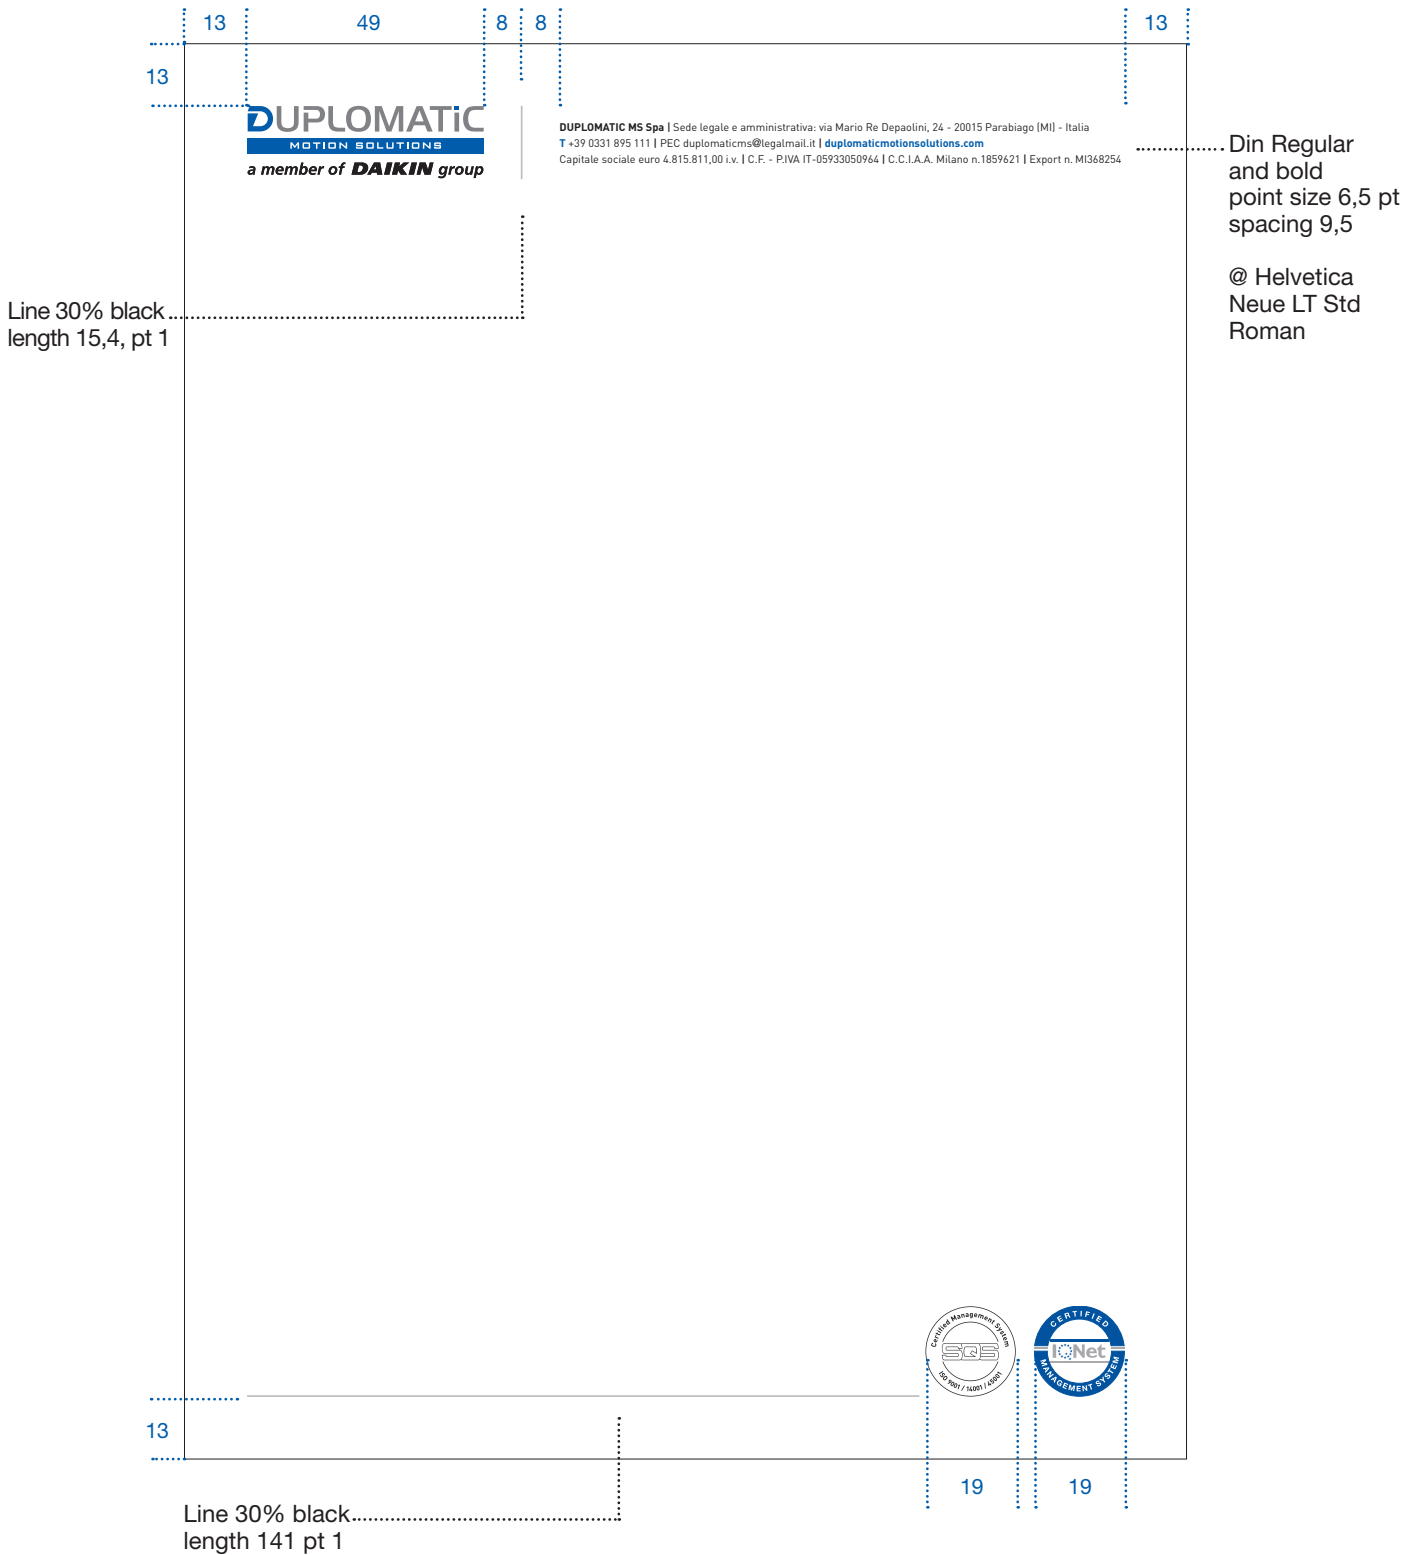 13 49 8 8 13
13
DUPLOMATiC
MOTION SOLUTIONS
a member of DAIKIN group
DUPLOMATIC MS Spa | Sede legale e amministrativa: via Mario Re Depaolini, 24 - 20015 Parabiago (MI) - Italia
T +39 0331 895 111 | PEC duplomaticms@legalmail.it | duplomaticmotionsolutions.com
Capitale sociale euro 4.815.811,00 i.v. | C.F. - P.IVA IT-05933050964 | C.C.I.A.A. Milano n.1859621 | Export n. MI368254
Din Regular
and bold
point size 6,5 pt
spacing 9,5
@ Helvetica
Neue LT Std
Roman
Line 30% black
length 15,4, pt 1
Certified Management System
SQS
ISO 9001 / 14001 / 45001
CERTIFIED
IQNet
MANAGEMENT SYSTEM
13
19 19
Line 30% black
length 141 pt 1